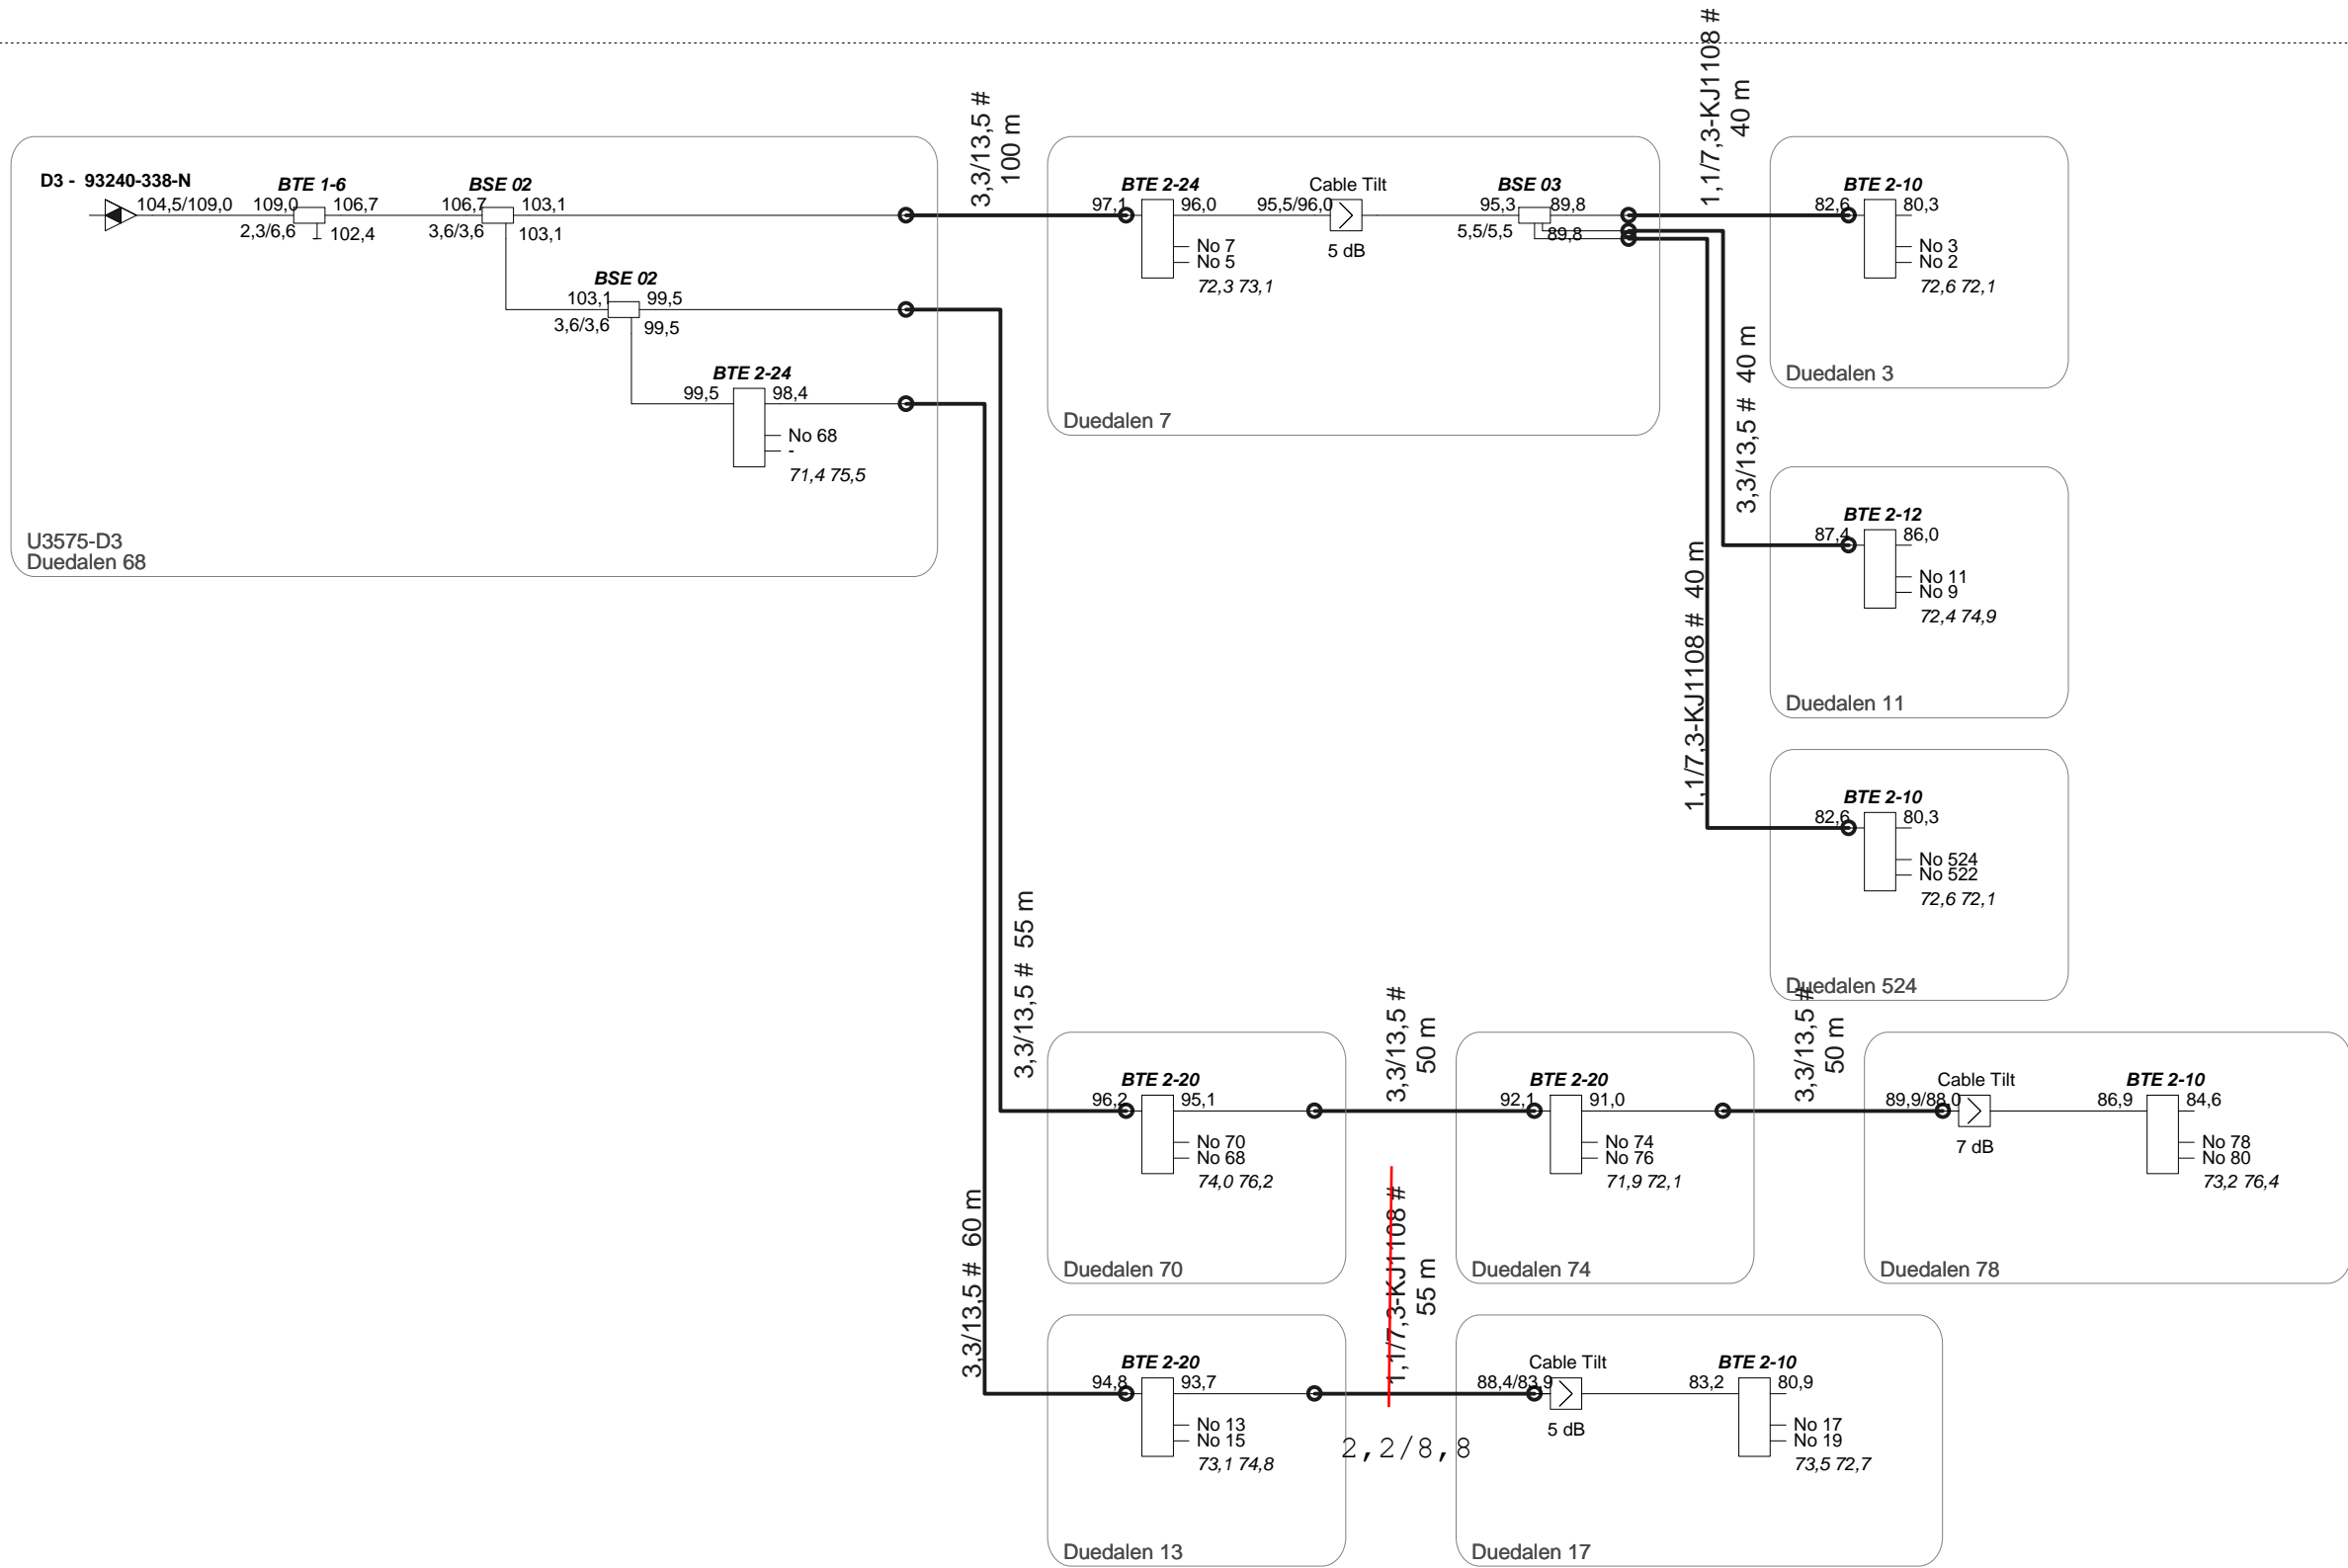 1,1/7,3-KJ1108 #
40 m
3,3/13,5 #
100 m
D3 - 93240-338-N
104,5/109,0
BTE 1-6
109,0
106,7
2,3/6,6
102,4
BSE 02
106,7
103,1
3,6/3,6
103,1
BSE 02
103,1
99,5
3,6/3,6
99,5
BTE 2-24
99,5
98,4
No 68
-
71,4 75,5
U3575-D3
Duedalen 68
BTE 2-24
97,1
96,0
No 7
No 5
72,3 73,1
Cable Tilt
95,5/96,0
5 dB
BSE 03
95,3
89,8
5,5/5,5
89,8
Duedalen 7
BTE 2-10
82,6
80,3
No 3
No 2
72,6 72,1
Duedalen 3
3,3/13,5 # 40 m
BTE 2-12
87,4
86,0
No 11
No 9
72,4 74,9
Duedalen 11
1,1/7,3-KJ1108 # 40 m
BTE 2-10
82,6
80,3
No 524
No 522
72,6 72,1
Duedalen 524
3,3/13,5 # 55 m
BTE 2-20
96,2
95,1
No 70
No 68
74,0 76,2
Duedalen 70
3,3/13,5 #
50 m
BTE 2-20
92,1
91,0
No 74
No 76
71,9 72,1
Duedalen 74
3,3/13,5 #
50 m
Cable Tilt
89,9/88,0
7 dB
BTE 2-10
86,9
84,6
No 78
No 80
73,2 76,4
Duedalen 78
3,3/13,5 # 60 m
BTE 2-20
94,8
93,7
No 13
No 15
73,1 74,8
Duedalen 13
1,1/7,3-KJ1108 #
55 m
2,2/8,8
Cable Tilt
88,4/83,9
5 dB
BTE 2-10
83,2
80,9
No 17
No 19
73,5 72,7
Duedalen 17